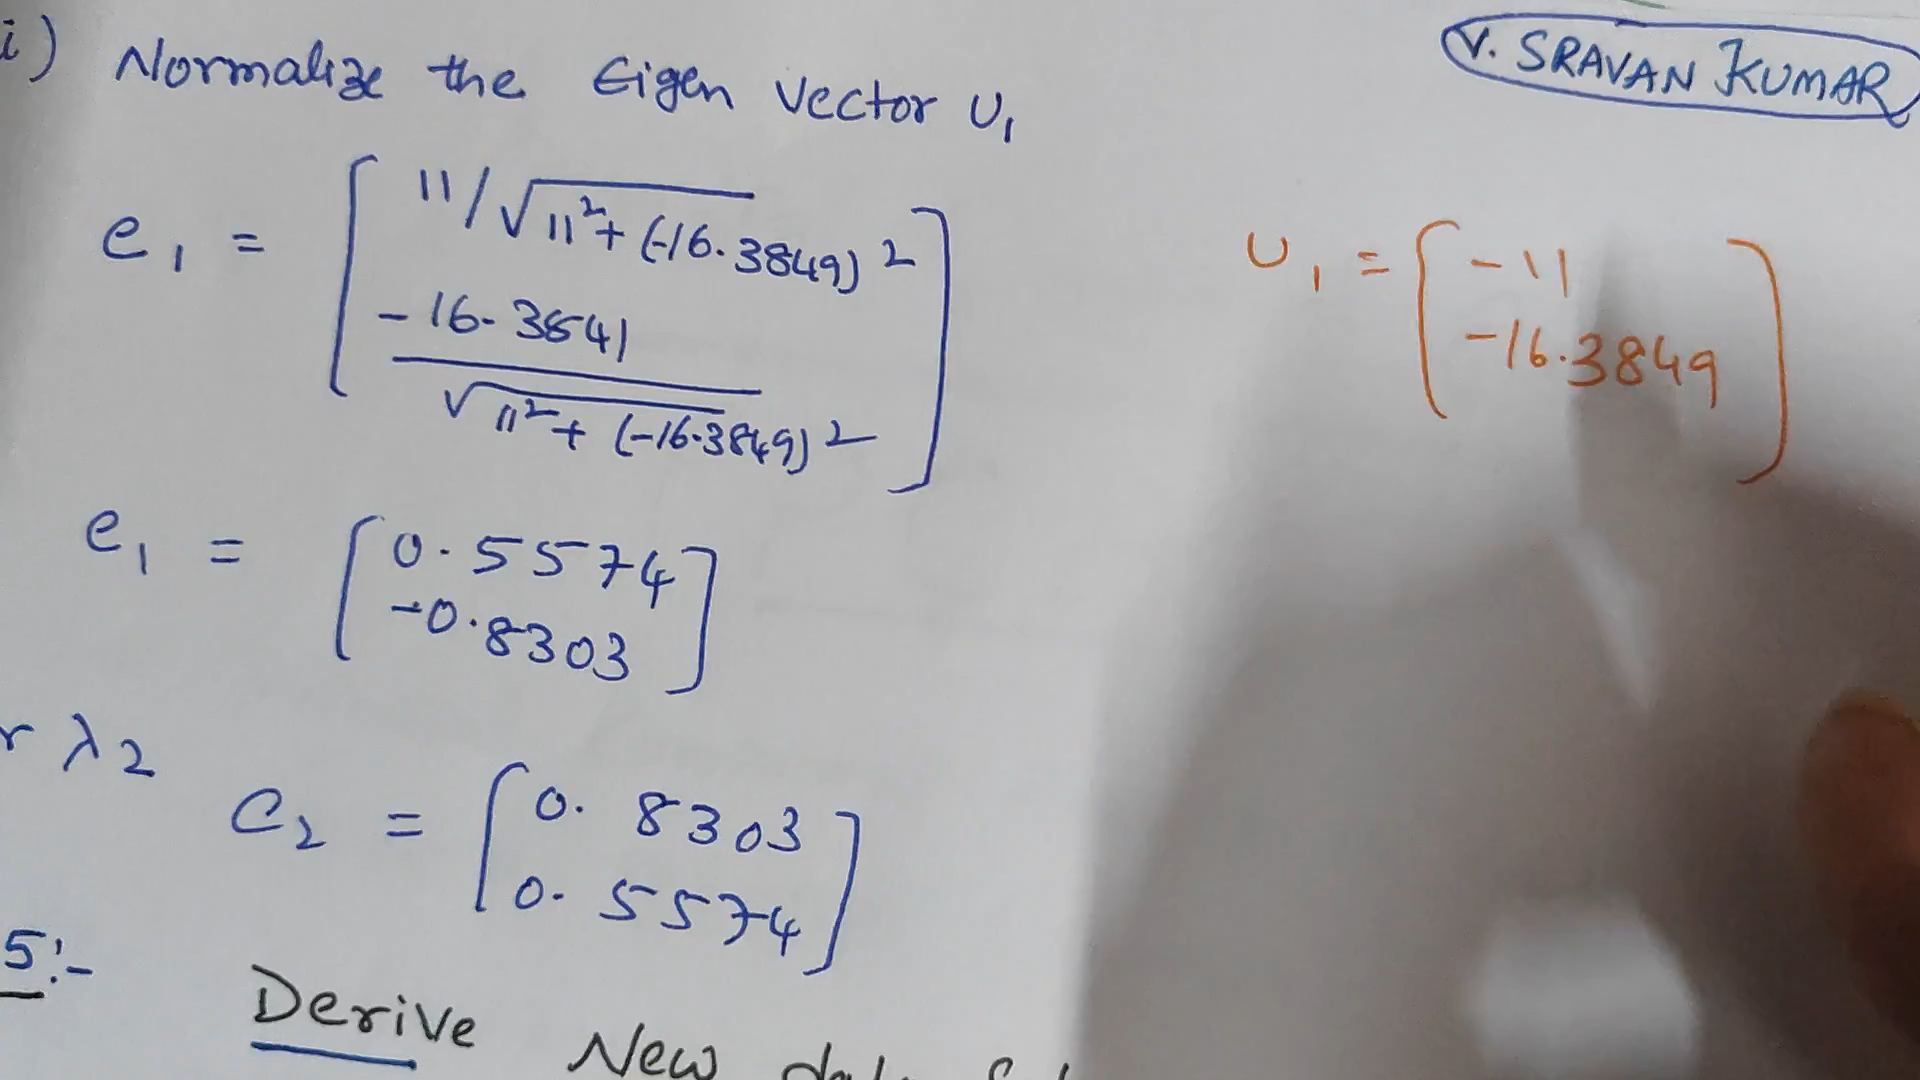 i) Normalize the Eigen Vector U₁
V. SRAVAN KUMAR
e₁ = [ 11/√11²+(-16.3849)²
-16.3841
√11²+(-16.3849)² ]
U₁ = [ -11
-16.3849 ]
e₁ = [ 0.5574
-0.8303 ]
r λ2
e₂ = [ 0.8303
0.5574 ]
5:-
Derive New